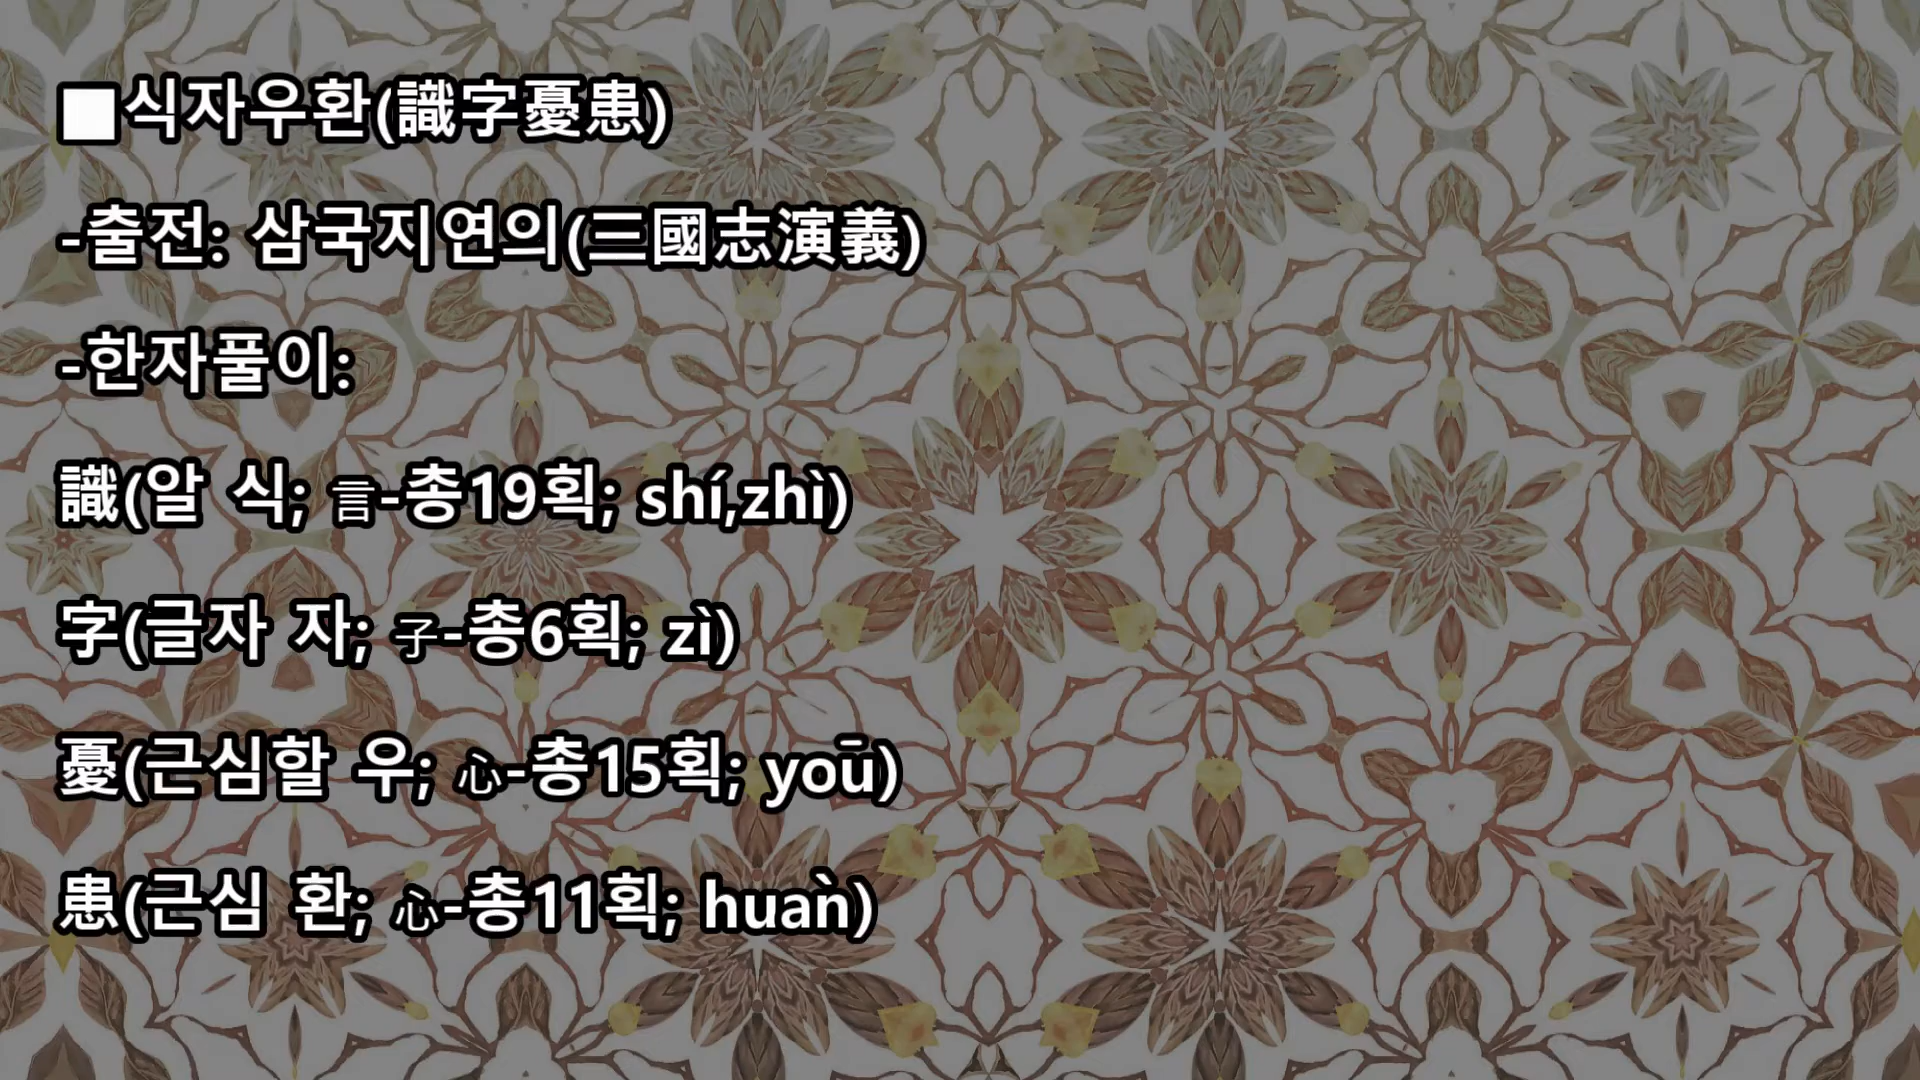 ■식자우환(識字憂患)
-출전: 삼국지연의(三國志演義)
-한자풀이:
識(알 식; 言-총19획; shí,zhì)
字(글자 자; 子-총6획; zì)
憂(근심할 우; 心-총15획; yoū)
患(근심 환; 心-총11획; huaǹ)